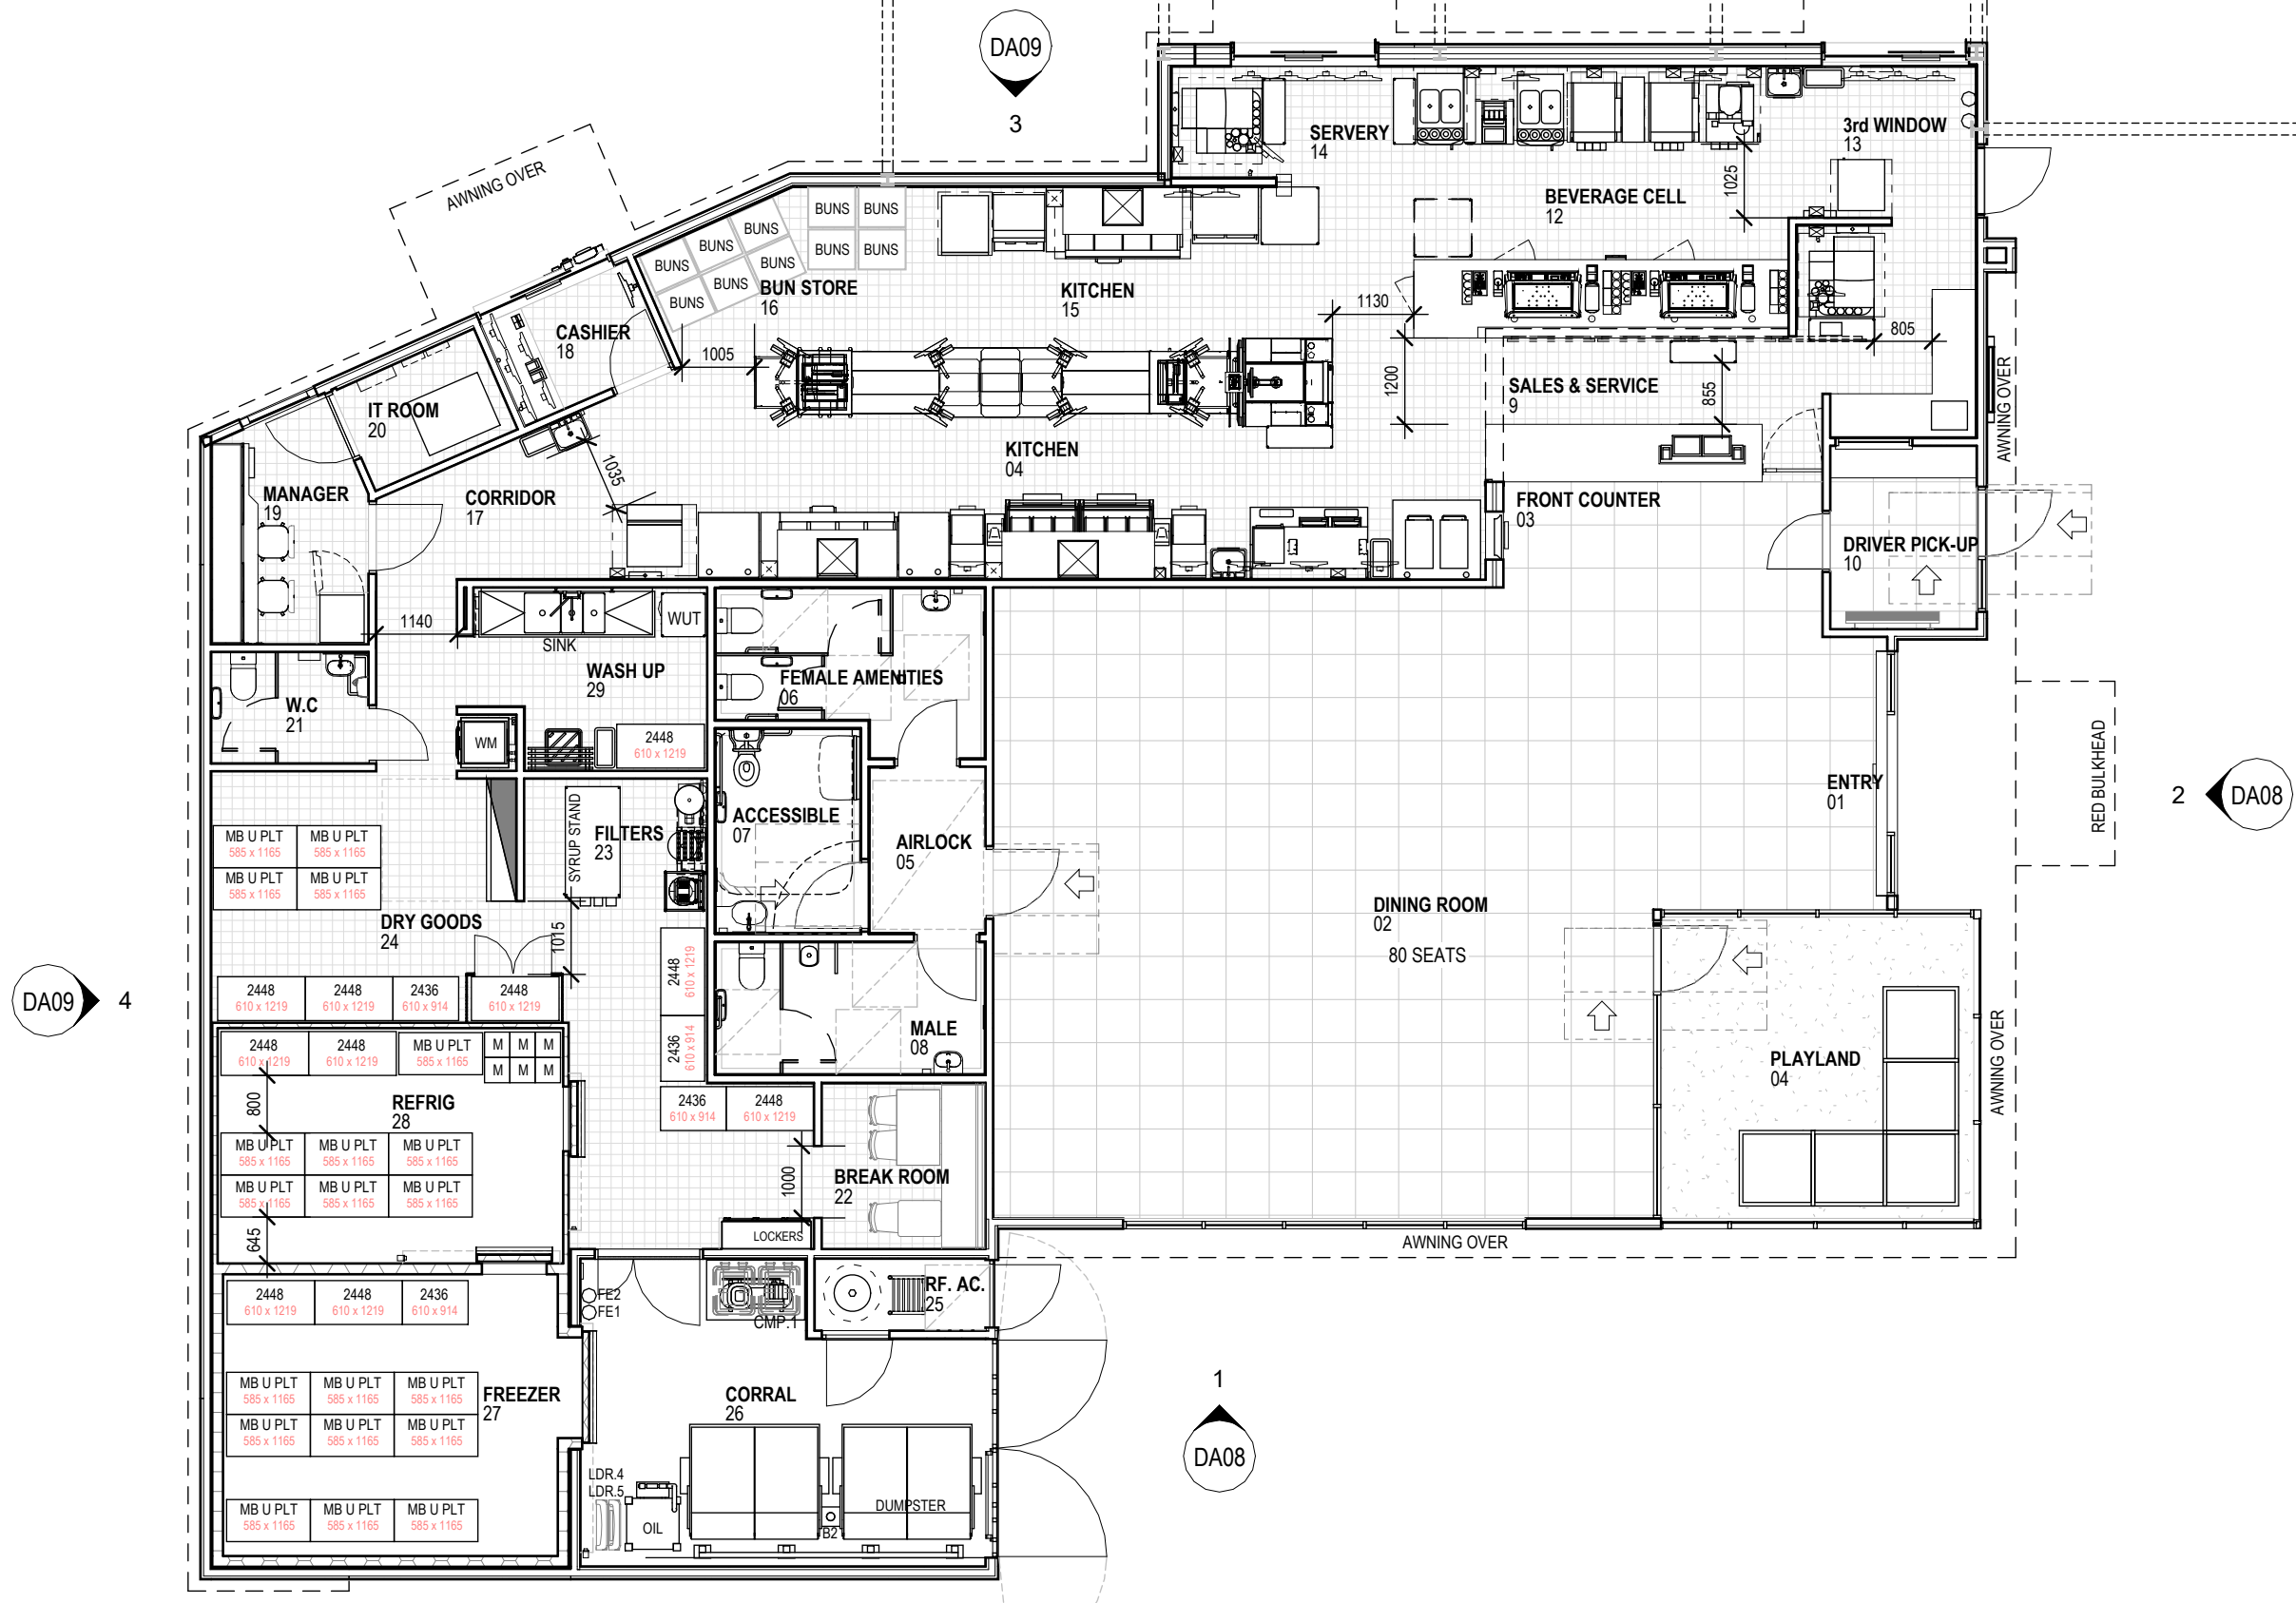 DA09
3
AWNING OVER
SERVERY
14
3rd WINDOW
13
1025
BEVERAGE CELL
12
BUNS
BUNS
BUNS
BUNS
BUNS
BUNS
BUNS
BUNS
BUNS
BUNS
BUN STORE
16
KITCHEN
15
1130
CASHIER
18
1005
1200
805
SALES & SERVICE
9
855
AWNING OVER
IT ROOM
20
KITCHEN
04
1035
MANAGER
19
CORRIDOR
17
FRONT COUNTER
03
DRIVER PICK-UP
10
1140
SINK
WUT
WASH UP
29
FEMALE AMENITIES
06
W.C
21
WM
2448
610 x 1219
RED BULKHEAD
ENTRY
01
2
DA08
SYRUP STAND
FILTERS
23
ACCESSIBLE
07
AIRLOCK
05
MB U PLT
585 x 1165
MB U PLT
585 x 1165
MB U PLT
585 x 1165
MB U PLT
585 x 1165
DRY GOODS
24
1015
DINING ROOM
02
80 SEATS
2448
610 x 1219
2448
610 x 1219
2448
610 x 1219
2436
610 x 914
2448
610 x 1219
DA09
4
2436
610 x 914
MALE
08
2448
610 x 1219
2448
610 x 1219
MB U PLT
585 x 1165
M
M
M
M
M
M
PLAYLAND
04
AWNING OVER
800
REFRIG
28
2436
610 x 914
2448
610 x 1219
MB U PLT
585 x 1165
MB U PLT
585 x 1165
MB U PLT
585 x 1165
MB U PLT
585 x 1165
MB U PLT
585 x 1165
MB U PLT
585 x 1165
1000
BREAK ROOM
22
645
LOCKERS
AWNING OVER
2448
610 x 1219
2448
610 x 1219
2436
610 x 914
FE2
FE1
CMP.1
RF. AC.
25
MB U PLT
585 x 1165
MB U PLT
585 x 1165
MB U PLT
585 x 1165
MB U PLT
585 x 1165
MB U PLT
585 x 1165
MB U PLT
585 x 1165
FREEZER
27
CORRAL
26
1
DA08
LDR.4
LDR.5
OIL
B2
DUMPSTER
MB U PLT
585 x 1165
MB U PLT
585 x 1165
MB U PLT
585 x 1165